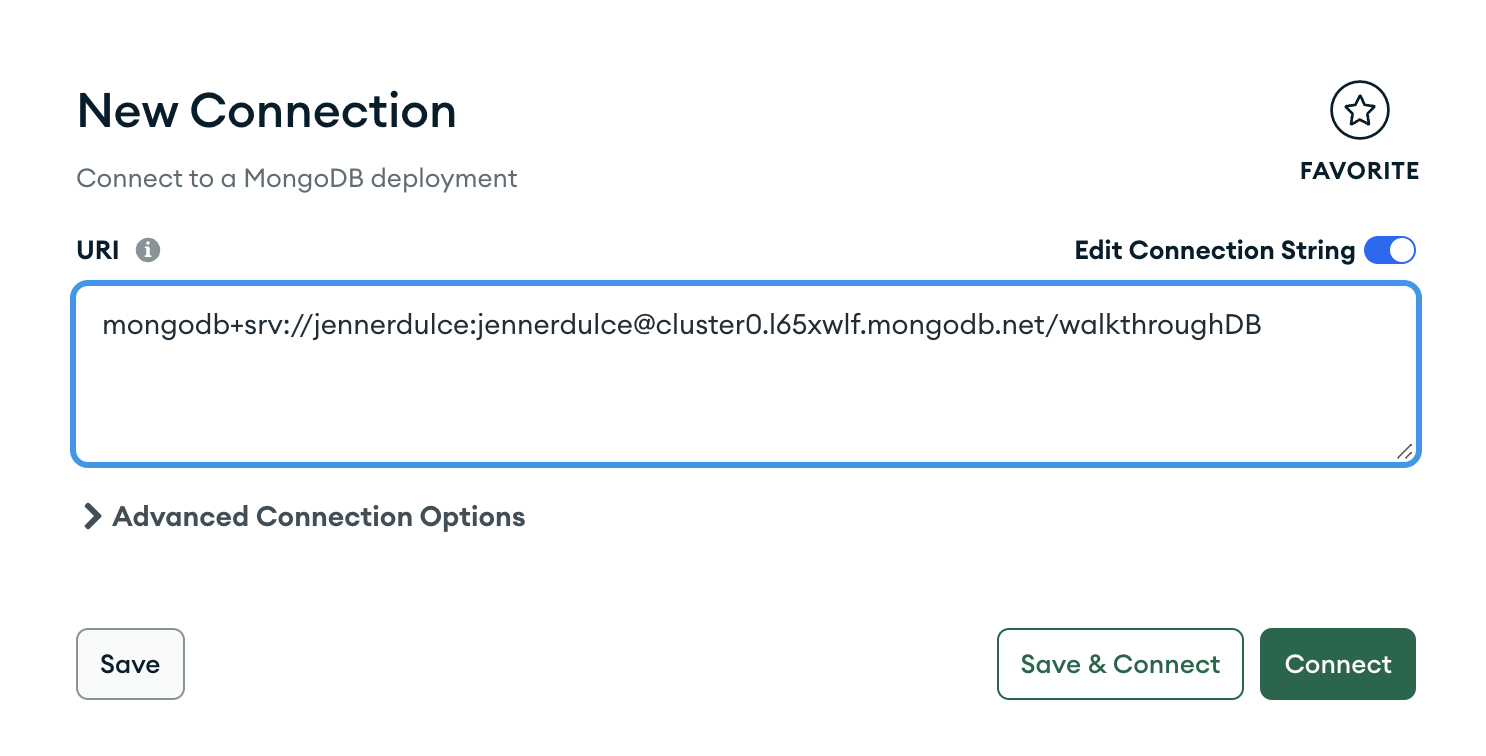 New Connection
FAVORITE
Connect to a MongoDB deployment
URI
Edit Connection String
mongodb+srv://jennerdulce:jennerdulce@cluster0.l65xwlf.mongodb.net/walkthroughDB
Advanced Connection Options
Save
Save & Connect
Connect